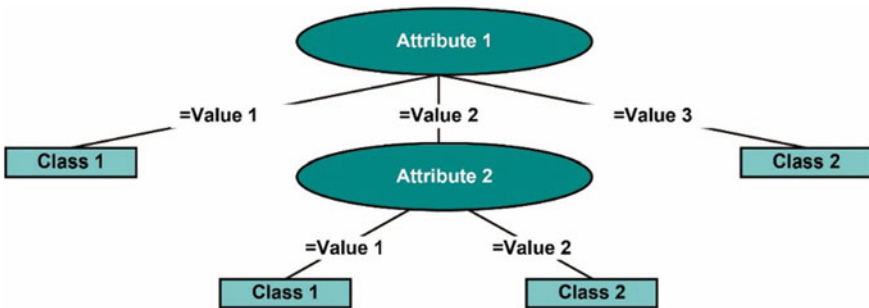 Attribute 1
=Value 1
=Value 2
=Value 3
Class 1
Attribute 2
Class 2
=Value 1
=Value 2
Class 1
Class 2